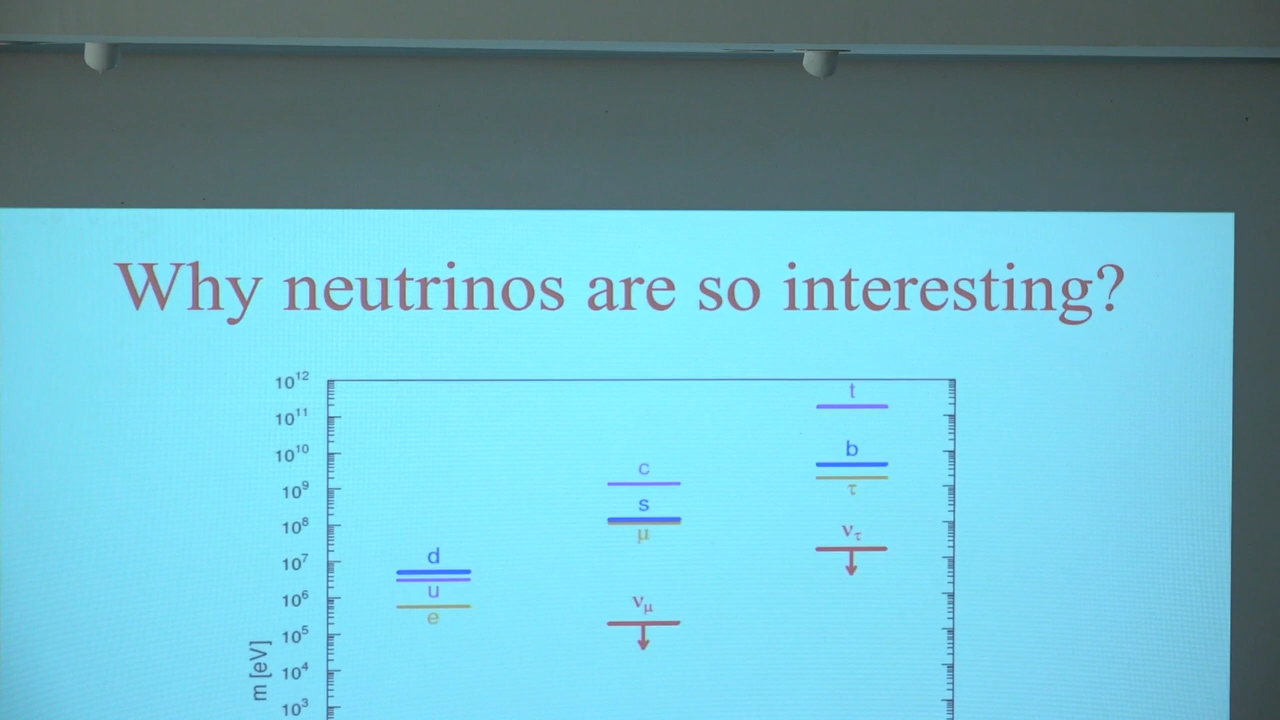 Why neutrinos are so interesting?
10¹²
t
10¹¹
b
10¹⁰
c
τ
10⁹
s
10⁸
μ
ν_τ
d
10⁷
u
10⁶
ν_μ
e
10⁵
m [eV]
10⁴
10³